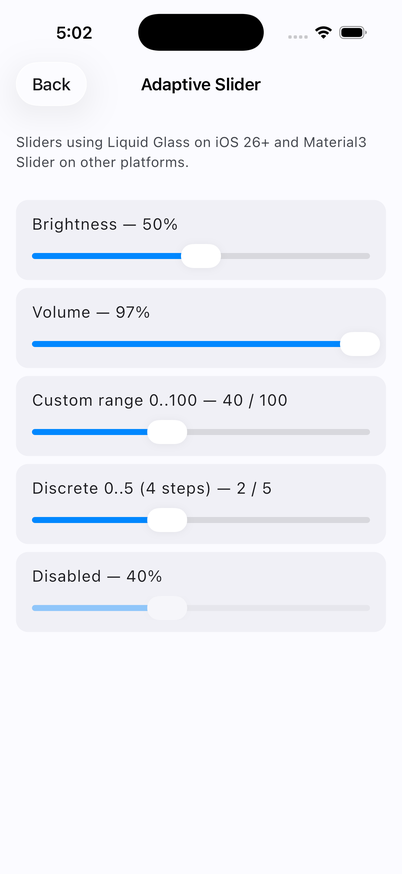 5:02
Back
Adaptive Slider
Sliders using Liquid Glass on iOS 26+ and Material3
Slider on other platforms.
Brightness — 50%
Volume — 97%
Custom range 0..100 — 40 / 100
Discrete 0..5 (4 steps) — 2 / 5
Disabled — 40%